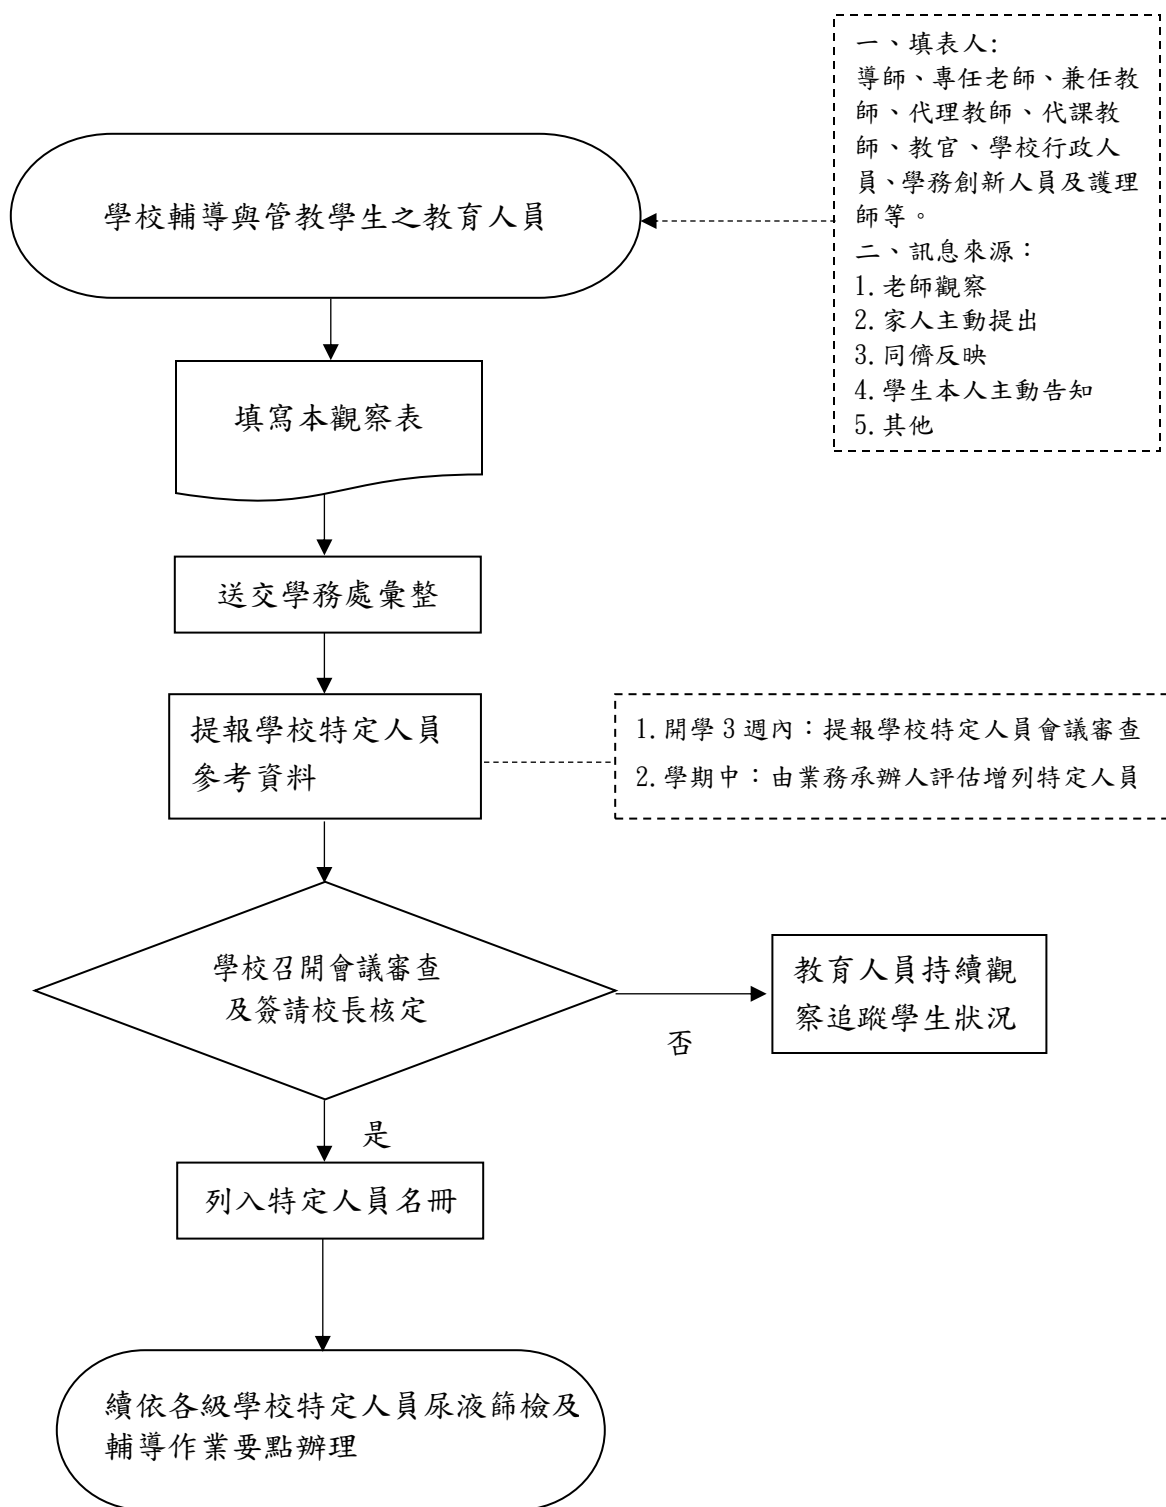 一、填表人:
導師、專任老師、兼任教
師、代理教師、代課教
師、教官、學校行政人
員、學務創新人員及護理
師等。
二、訊息來源：
1.老師觀察
2.家人主動提出
3.同儕反映
4.學生本人主動告知
5.其他
學校輔導與管教學生之教育人員
填寫本觀察表
送交學務處彙整
提報學校特定人員
參考資料
1.開學3週內：提報學校特定人員會議審查
2.學期中：由業務承辦人評估增列特定人員
學校召開會議審查
及簽請校長核定
否
教育人員持續觀
察追蹤學生狀況
是
列入特定人員名冊
續依各級學校特定人員尿液篩檢及
輔導作業要點辦理